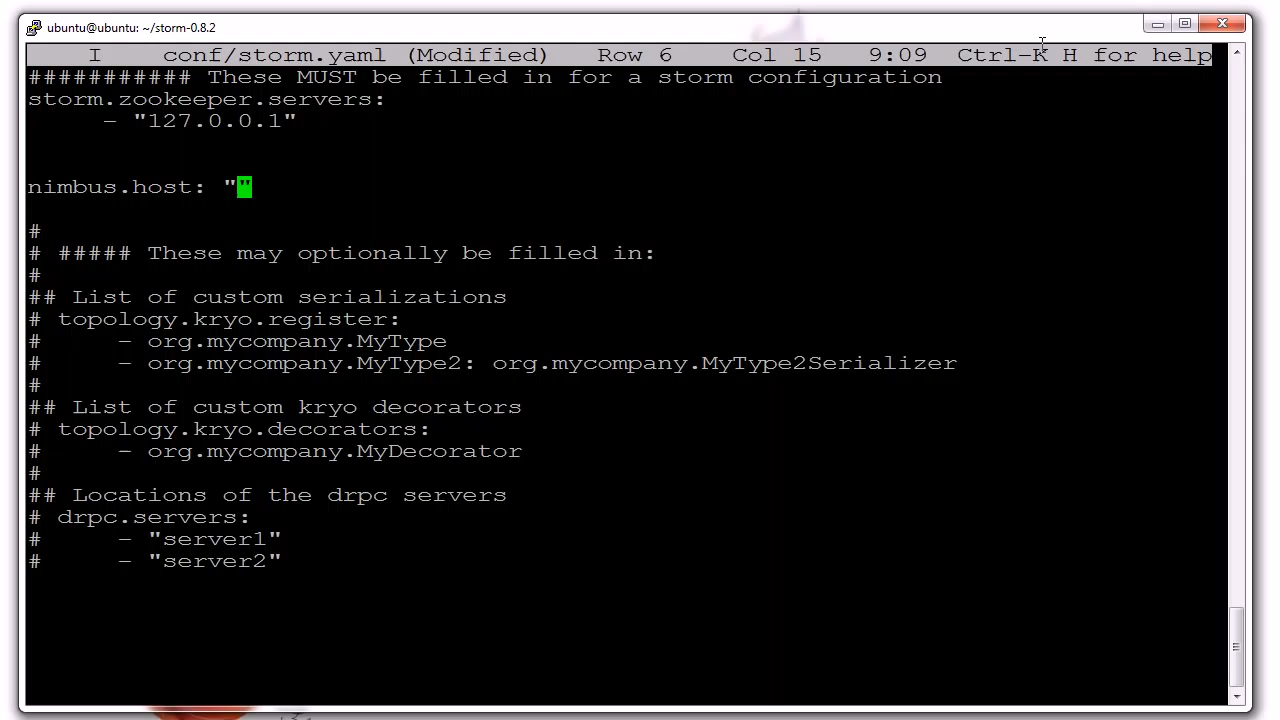 ubuntu@ubuntu: ~/storm-0.8.2
I conf/storm.yaml (Modified) Row 6 Col 15 9:09 Ctrl-K H for help
########### These MUST be filled in for a storm configuration
storm.zookeeper.servers:
- "127.0.0.1"
nimbus.host: ""
#
# ##### These may optionally be filled in:
#
## List of custom serializations
# topology.kryo.register:
# - org.mycompany.MyType
# - org.mycompany.MyType2: org.mycompany.MyType2Serializer
#
## List of custom kryo decorators
# topology.kryo.decorators:
# - org.mycompany.MyDecorator
#
## Locations of the drpc servers
# drpc.servers:
# - "server1"
# - "server2"